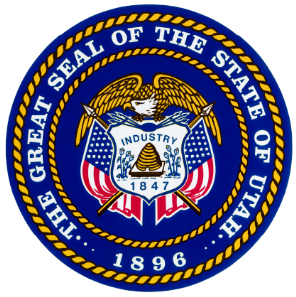 THE GREAT SEAL OF THE STATE OF UTAH
INDUSTRY
1847
1896